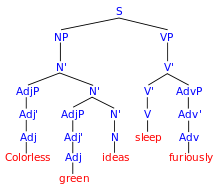 S
NP VP
N' V'
AdjP N' V AdvP
Adj' AdjP N' V Adv'
Adj Adj' N sleep Adv
Colorless Adj ideas furiously
green